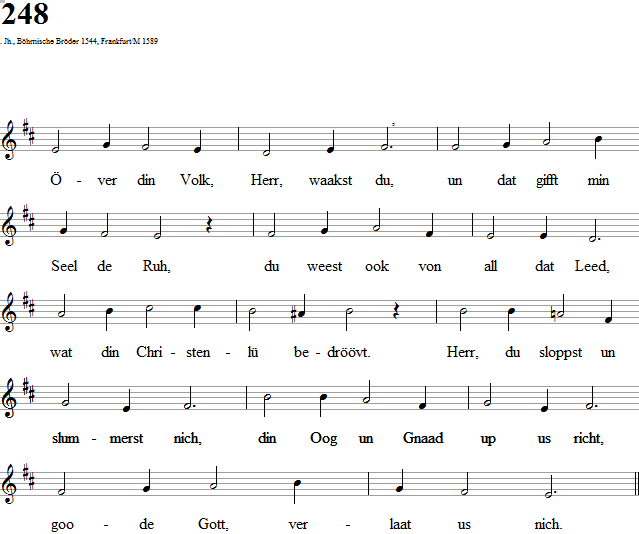 248
. Jh., Böhmische Bröder 1544, Frankfurt/M 1589
Ö - ver din Volk, Herr, waakst du, un dat gifft min
Seel de Ruh, du weest ook von all dat Leed,
wat din Chri - sten - lü be - dröövt. Herr, du sloppst un
slum - merst nich, din Oog un Gnaad up us richt,
goo - de Gott, ver - laat us nich.